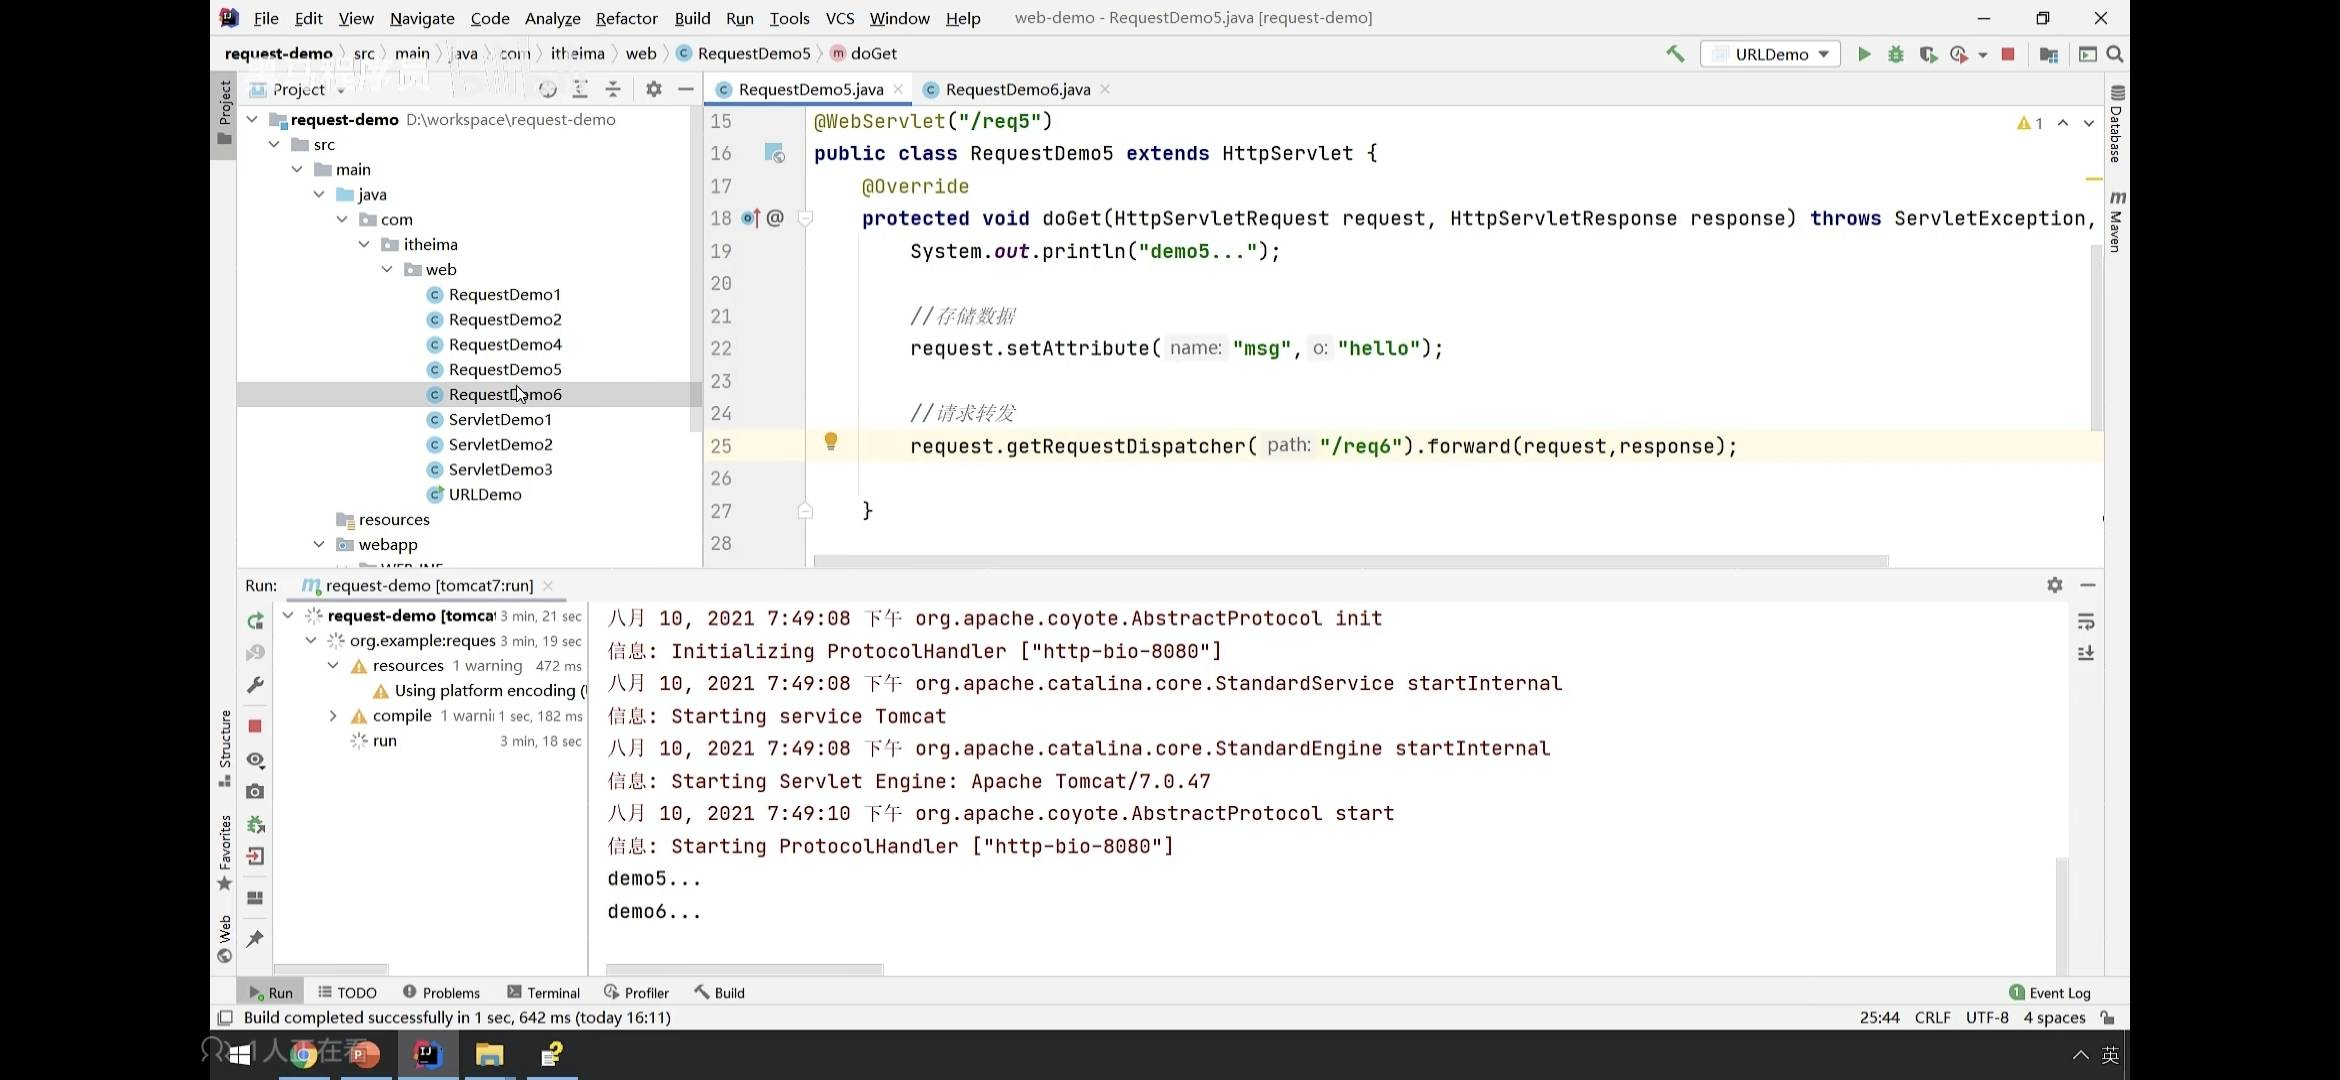 File Edit View Navigate Code Analyze Refactor Build Run Tools VCS Window Help web-demo - RequestDemo5.java [request-demo]
request-demo src main java com itheima web RequestDemo5 doGet URLDemo
Project
RequestDemo5.java RequestDemo6.java
Project
request-demo D:\workspace\request-demo
src
main
java
com
itheima
web
RequestDemo1
RequestDemo2
RequestDemo4
RequestDemo5
RequestDemo6
ServletDemo1
ServletDemo2
ServletDemo3
URLDemo
resources
webapp
15 @WebServlet("/req5")
16 public class RequestDemo5 extends HttpServlet {
17 @Override
18 protected void doGet(HttpServletRequest request, HttpServletResponse response) throws ServletException,
19 System.out.println("demo5...");
20
21 //存储数据
22 request.setAttribute( name: "msg", o: "hello");
23
24 //请求转发
25 request.getRequestDispatcher( path: "/req6").forward(request,response);
26
27 }
28
1
Database
Maven
Run: request-demo [tomcat7:run]
request-demo [tomca 3 min, 21 sec
org.example:reques 3 min, 19 sec
resources 1 warning 472 ms
Using platform encoding (
compile 1 warni 1 sec, 182 ms
run 3 min, 18 sec
八月 10, 2021 7:49:08 下午 org.apache.coyote.AbstractProtocol init
信息: Initializing ProtocolHandler ["http-bio-8080"]
八月 10, 2021 7:49:08 下午 org.apache.catalina.core.StandardService startInternal
信息: Starting service Tomcat
八月 10, 2021 7:49:08 下午 org.apache.catalina.core.StandardEngine startInternal
信息: Starting Servlet Engine: Apache Tomcat/7.0.47
八月 10, 2021 7:49:10 下午 org.apache.coyote.AbstractProtocol start
信息: Starting ProtocolHandler ["http-bio-8080"]
demo5...
demo6...
Structure
Favorites
Web
Run TODO Problems Terminal Profiler Build Event Log
Build completed successfully in 1 sec, 642 ms (today 16:11) 25:44 CRLF UTF-8 4 spaces
1人正在看
英